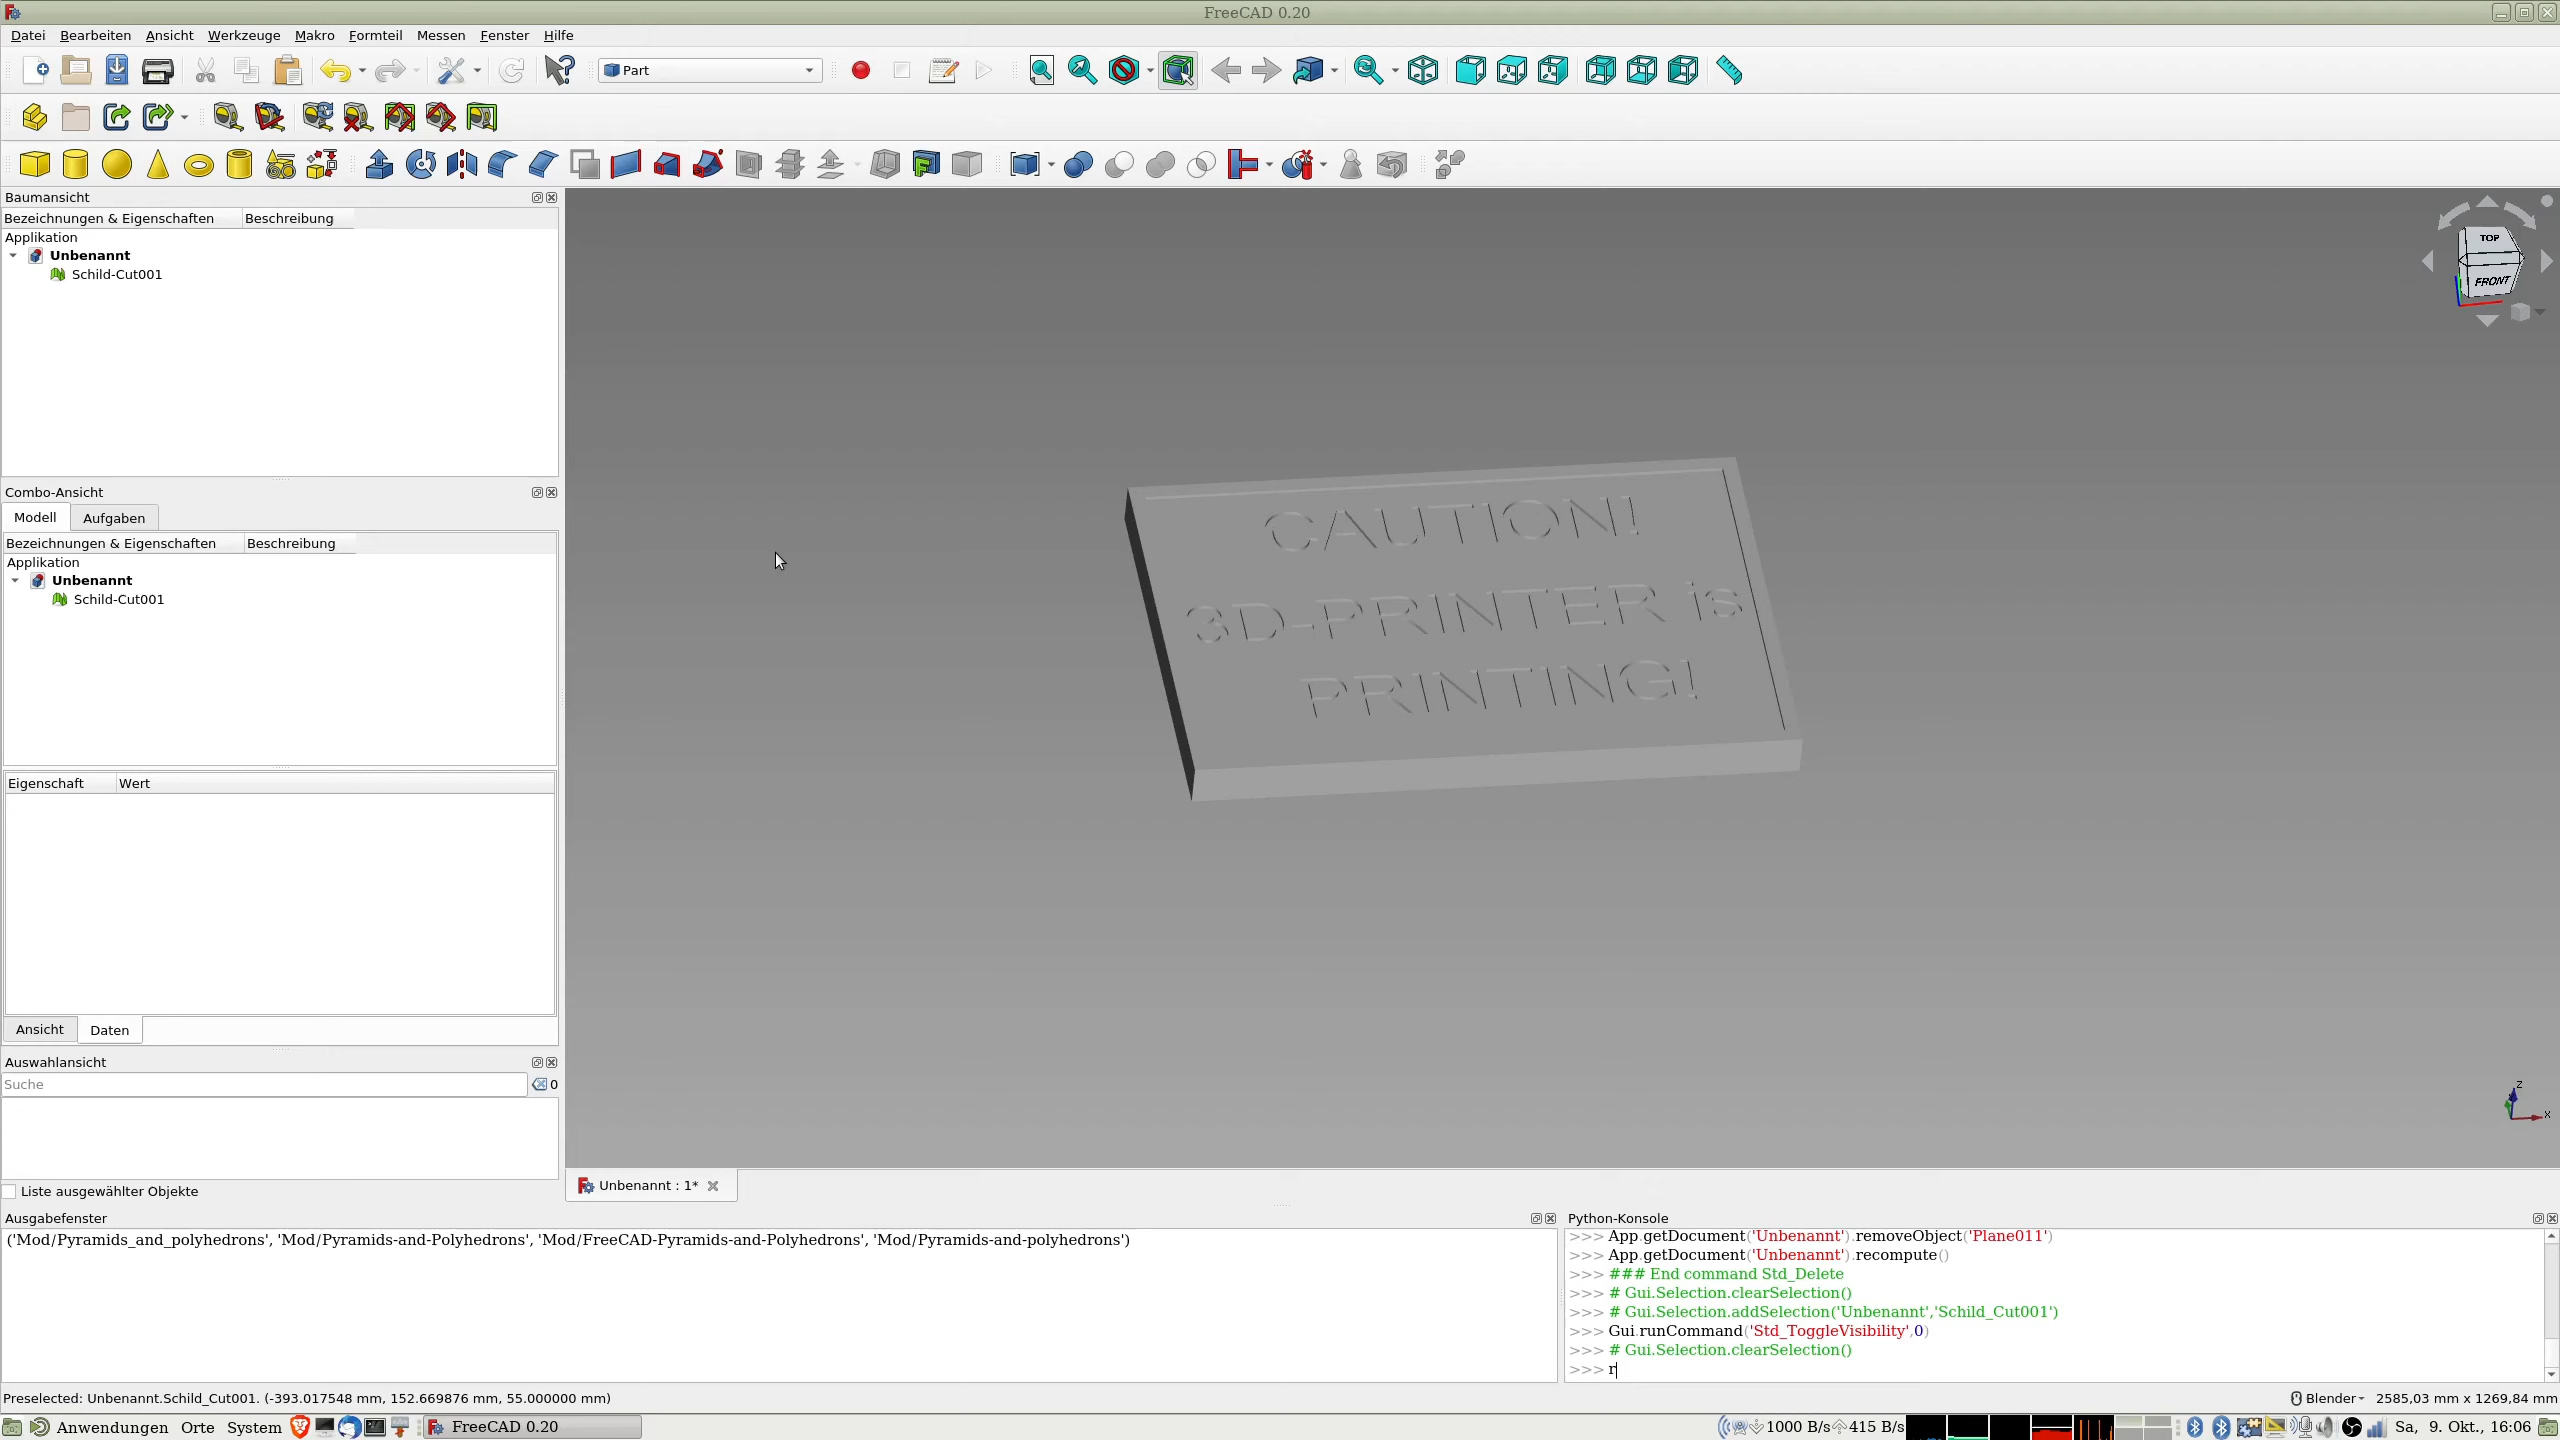 FreeCAD 0.20
Datei Bearbeiten Ansicht Werkzeuge Makro Formteil Messen Fenster Hilfe
Part
Baumansicht
Bezeichnungen & Eigenschaften Beschreibung
Applikation
Unbenannt
Schild-Cut001
Combo-Ansicht
Modell Aufgaben
Bezeichnungen & Eigenschaften Beschreibung
Applikation
Unbenannt
Schild-Cut001
Eigenschaft Wert
Ansicht Daten
Auswahlansicht
Suche 0
Liste ausgewählter Objekte
TOP
FRONT
CAUTION!
3D-PRINTER is
PRINTING!
z
x
Unbenannt : 1*
Ausgabefenster
('Mod/Pyramids_and_polyhedrons', 'Mod/Pyramids-and-Polyhedrons', 'Mod/FreeCAD-Pyramids-and-Polyhedrons', 'Mod/Pyramids-and-polyhedrons')
Python-Konsole
>>> App.getDocument('Unbenannt').removeObject('Plane011')
>>> App.getDocument('Unbenannt').recompute()
>>> ### End command Std_Delete
>>> # Gui.Selection.clearSelection()
>>> # Gui.Selection.addSelection('Unbenannt','Schild_Cut001')
>>> Gui.runCommand('Std_ToggleVisibility',0)
>>> # Gui.Selection.clearSelection()
>>> r
Preselected: Unbenannt.Schild_Cut001. (-393.017548 mm, 152.669876 mm, 55.000000 mm)
Blender 2585,03 mm x 1269,84 mm
Anwendungen Orte System FreeCAD 0.20 1000 B/s 415 B/s Sa, 9. Okt., 16:06